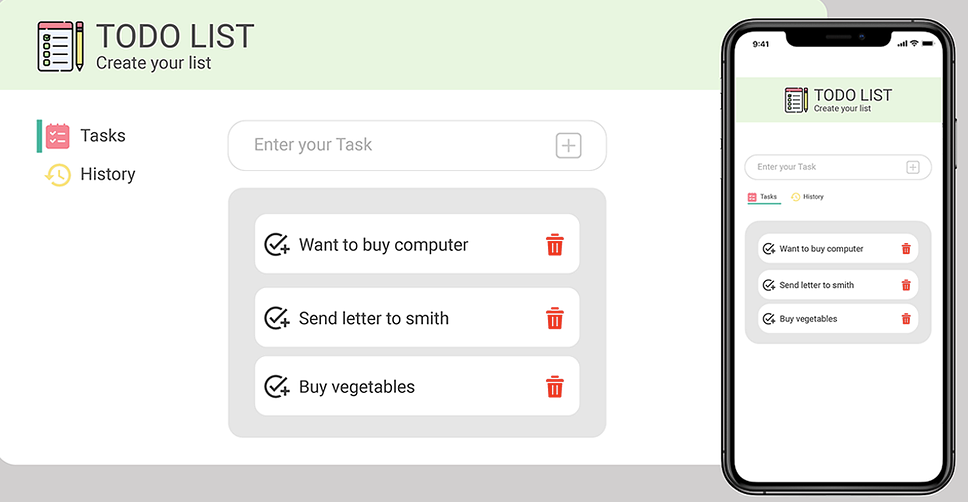 TODO LIST
Create your list
Tasks
History
Enter your Task
Want to buy computer
Send letter to smith
Buy vegetables
9:41
TODO LIST
Create your list
Enter your Task
Tasks
History
Want to buy computer
Send letter to smith
Buy vegetables